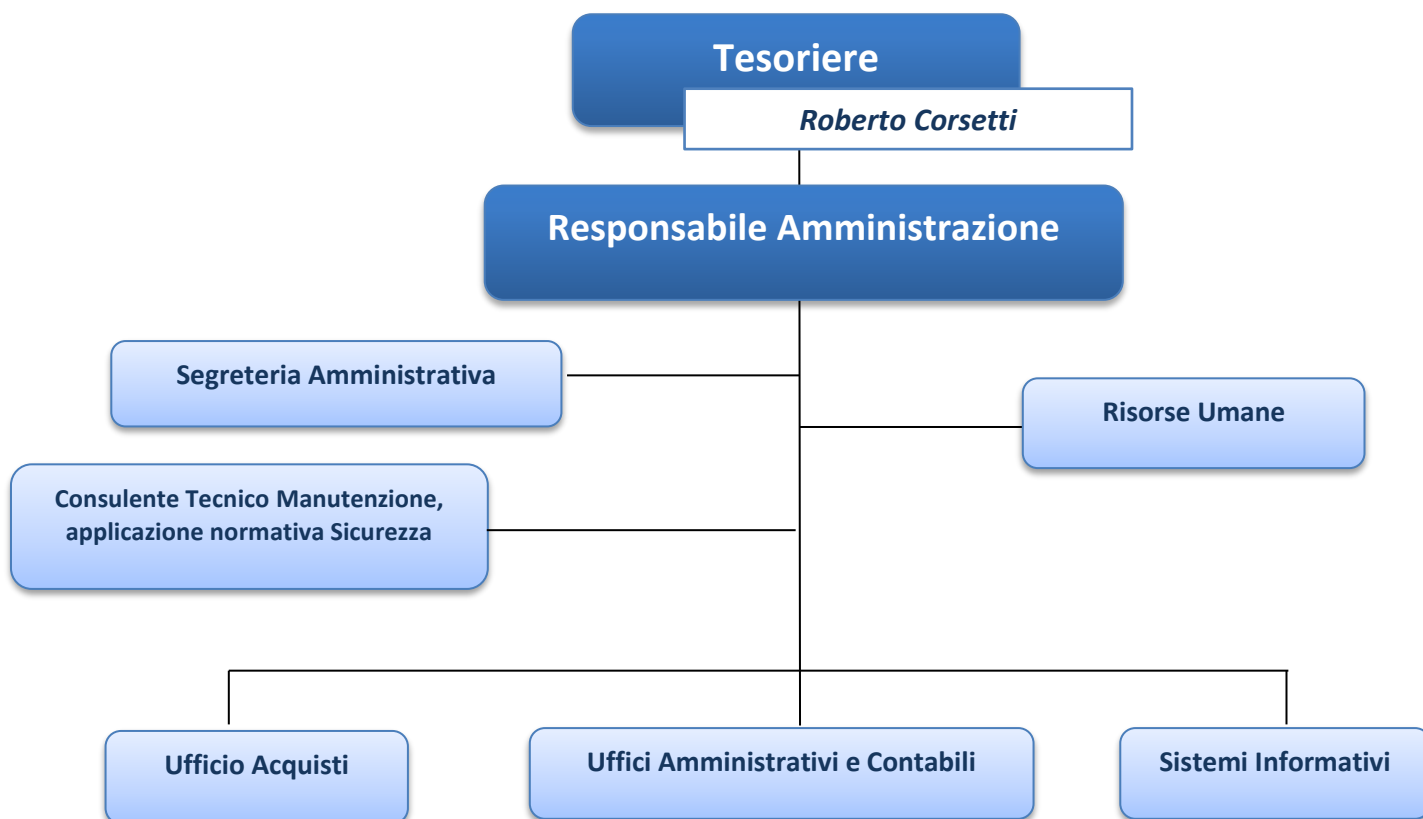 Tesoriere
Roberto Corsetti
Responsabile Amministrazione
Segreteria Amministrativa
Risorse Umane
Consulente Tecnico Manutenzione,
applicazione normativa Sicurezza
Ufficio Acquisti
Uffici Amministrativi e Contabili
Sistemi Informativi